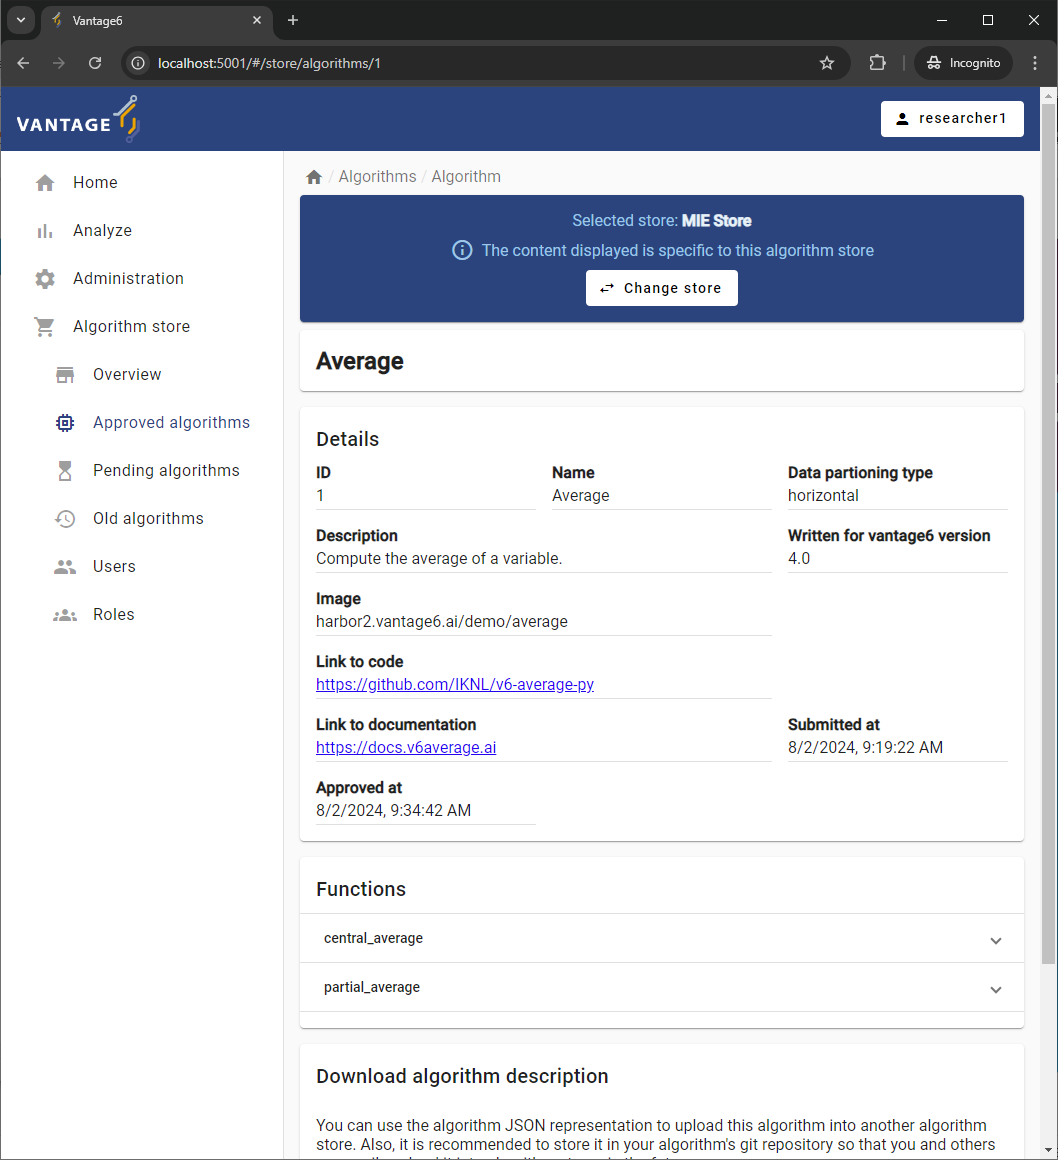 Vantage6
localhost:5001/#/store/algorithms/1
Incognito
VANTAGE
researcher1
Home
Analyze
Administration
Algorithm store
Overview
Approved algorithms
Pending algorithms
Old algorithms
Users
Roles
/ Algorithms / Algorithm
Selected store: MIE Store
The content displayed is specific to this algorithm store
Change store
Average
Details
ID
1
Name
Average
Data partioning type
horizontal
Description
Compute the average of a variable.
Written for vantage6 version
4.0
Image
harbor2.vantage6.ai/demo/average
Link to code
https://github.com/IKNL/v6-average-py
Link to documentation
https://docs.v6average.ai
Submitted at
8/2/2024, 9:19:22 AM
Approved at
8/2/2024, 9:34:42 AM
Functions
central_average
partial_average
Download algorithm description
You can use the algorithm JSON representation to upload this algorithm into another algorithm
store. Also, it is recommended to store it in your algorithm's git repository so that you and others